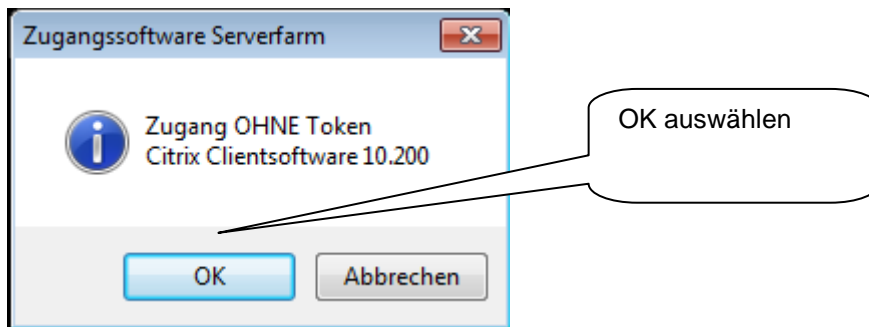 Zugangssoftware Serverfarm
Zugang OHNE Token
Citrix Clientsoftware 10.200
OK auswählen
OK
Abbrechen